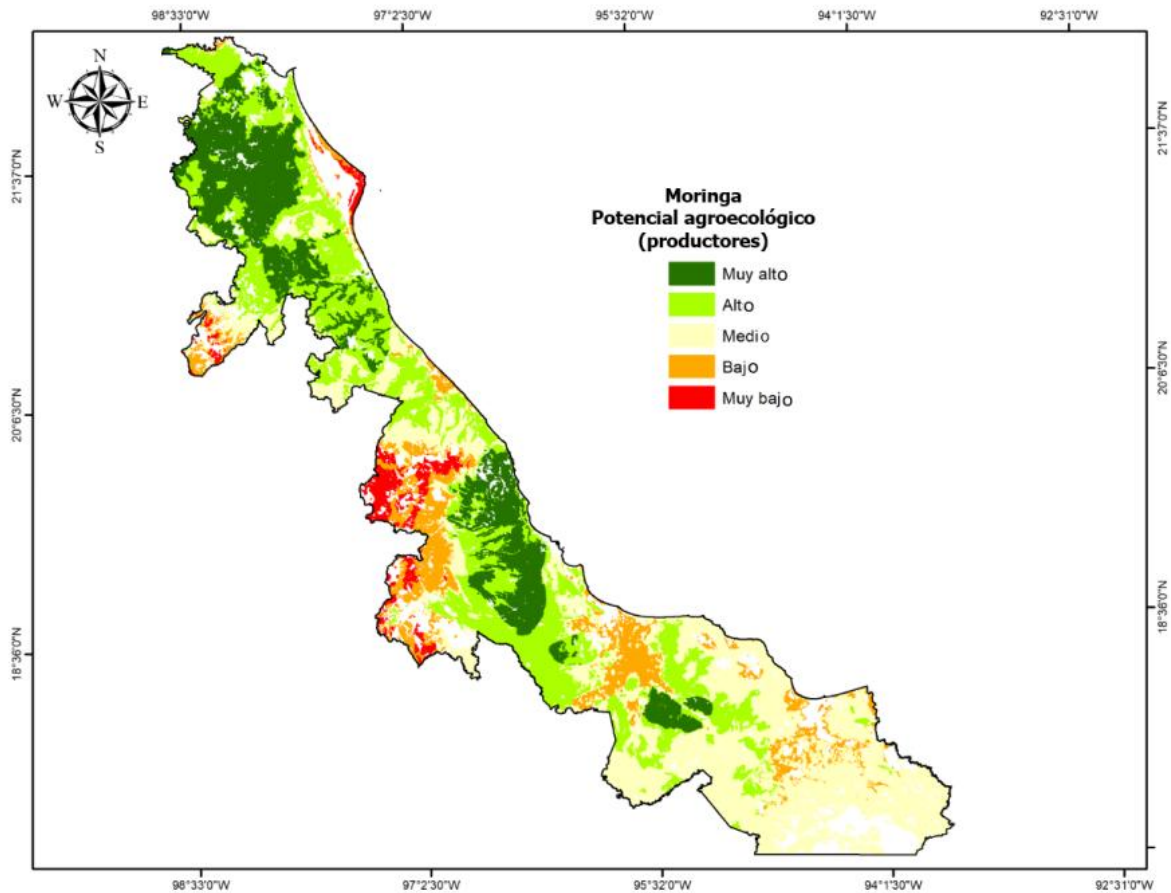 98°33'0"W 97°2'30"W 95°32'0"W 94°1'30"W 92°31'0"W
N
W E
S
21°37'0"N
21°37'0"N
Moringa
Potencial agroecológico
(productores)
Muy alto
Alto
Medio
Bajo
Muy bajo
20°6'30"N
20°6'30"N
18°36'0"N
18°36'0"N
98°33'0"W 97°2'30"W 95°32'0"W 94°1'30"W 92°31'0"W